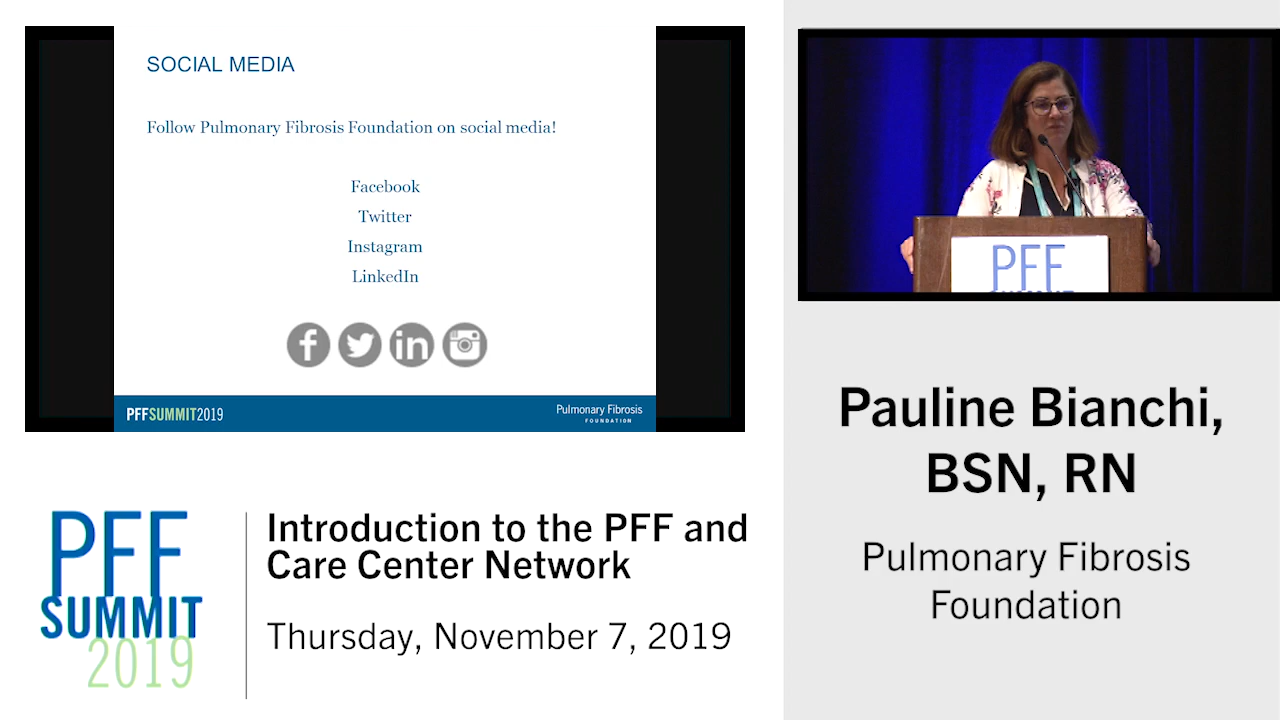 SOCIAL MEDIA
Follow Pulmonary Fibrosis Foundation on social media!
Facebook
Twitter
Instagram
LinkedIn
PFFSUMMIT2019
Pulmonary Fibrosis
FOUNDATION
PFF
SUMMIT
PFF
SUMMIT
2019
Introduction to the PFF and
Care Center Network
Thursday, November 7, 2019
Pauline Bianchi,
BSN, RN
Pulmonary Fibrosis
Foundation